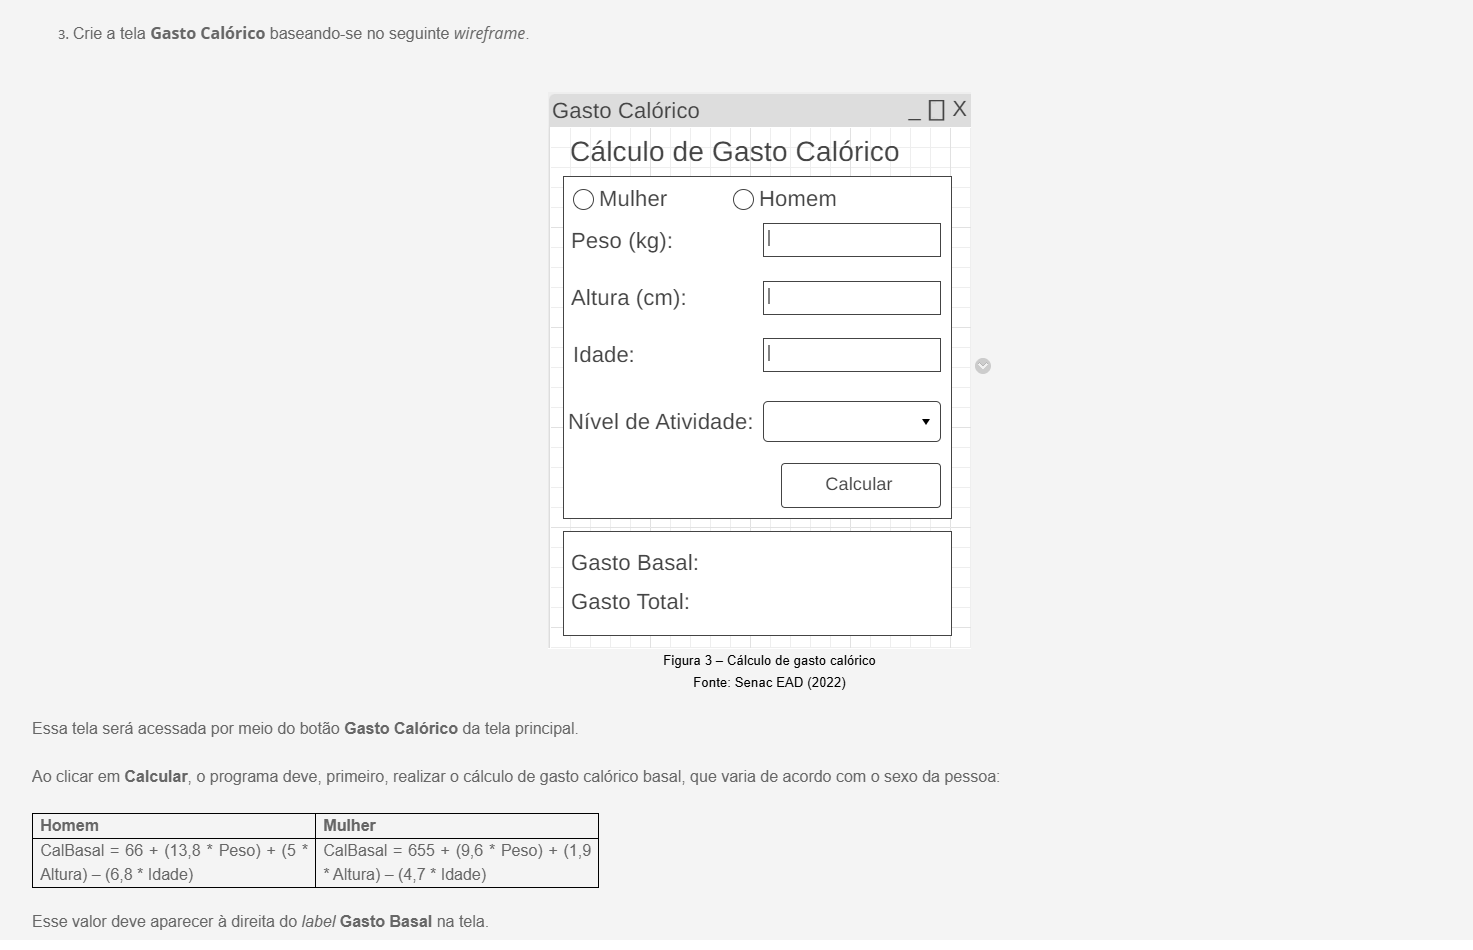 3. Crie a tela Gasto Calórico baseando-se no seguinte wireframe.
Gasto Calórico _ X
Cálculo de Gasto Calórico
Mulher Homem
Peso (kg):
Altura (cm):
Idade:
Nível de Atividade:
Calcular
Gasto Basal:
Gasto Total:
Figura 3 – Cálculo de gasto calórico
Fonte: Senac EAD (2022)
Essa tela será acessada por meio do botão Gasto Calórico da tela principal.
Ao clicar em Calcular, o programa deve, primeiro, realizar o cálculo de gasto calórico basal, que varia de acordo com o sexo da pessoa:
Homem Mulher
CalBasal = 66 + (13,8 * Peso) + (5 * CalBasal = 655 + (9,6 * Peso) + (1,9
Altura) – (6,8 * Idade) * Altura) – (4,7 * Idade)
Esse valor deve aparecer à direita do label Gasto Basal na tela.